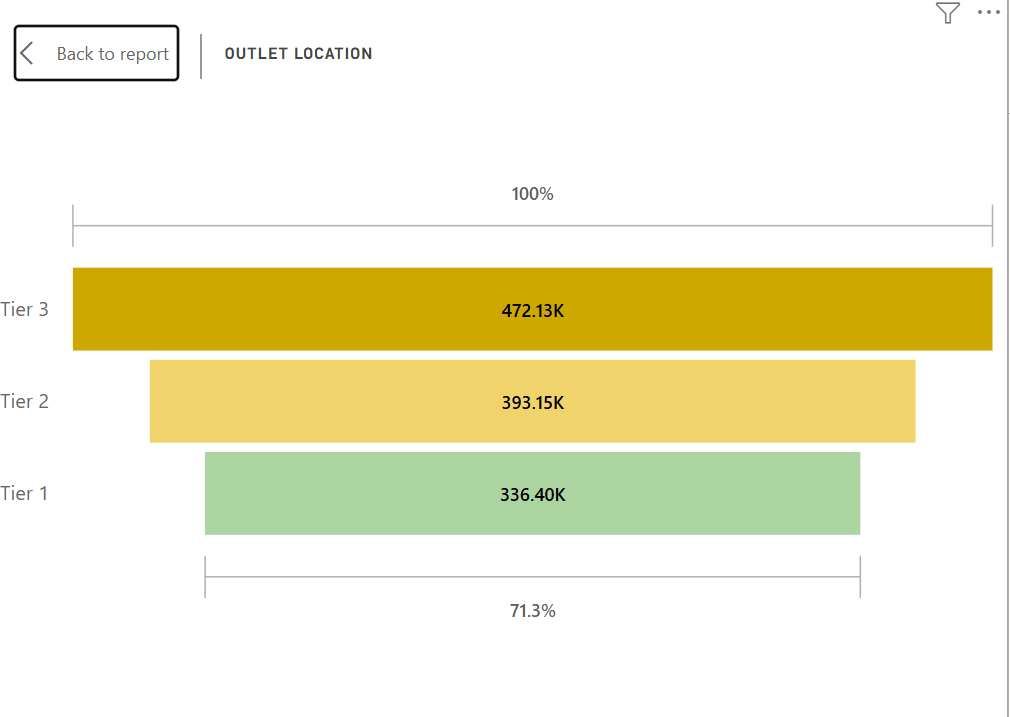 Back to report
OUTLET LOCATION
100%
Tier 3
472.13K
Tier 2
393.15K
Tier 1
336.40K
71.3%